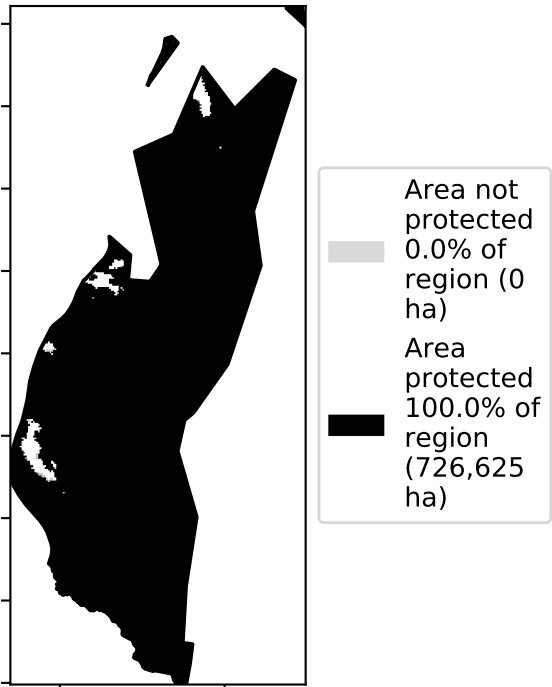 Area not
protected
0.0% of
region (0
ha)
Area
protected
100.0% of
region
(726,625
ha)